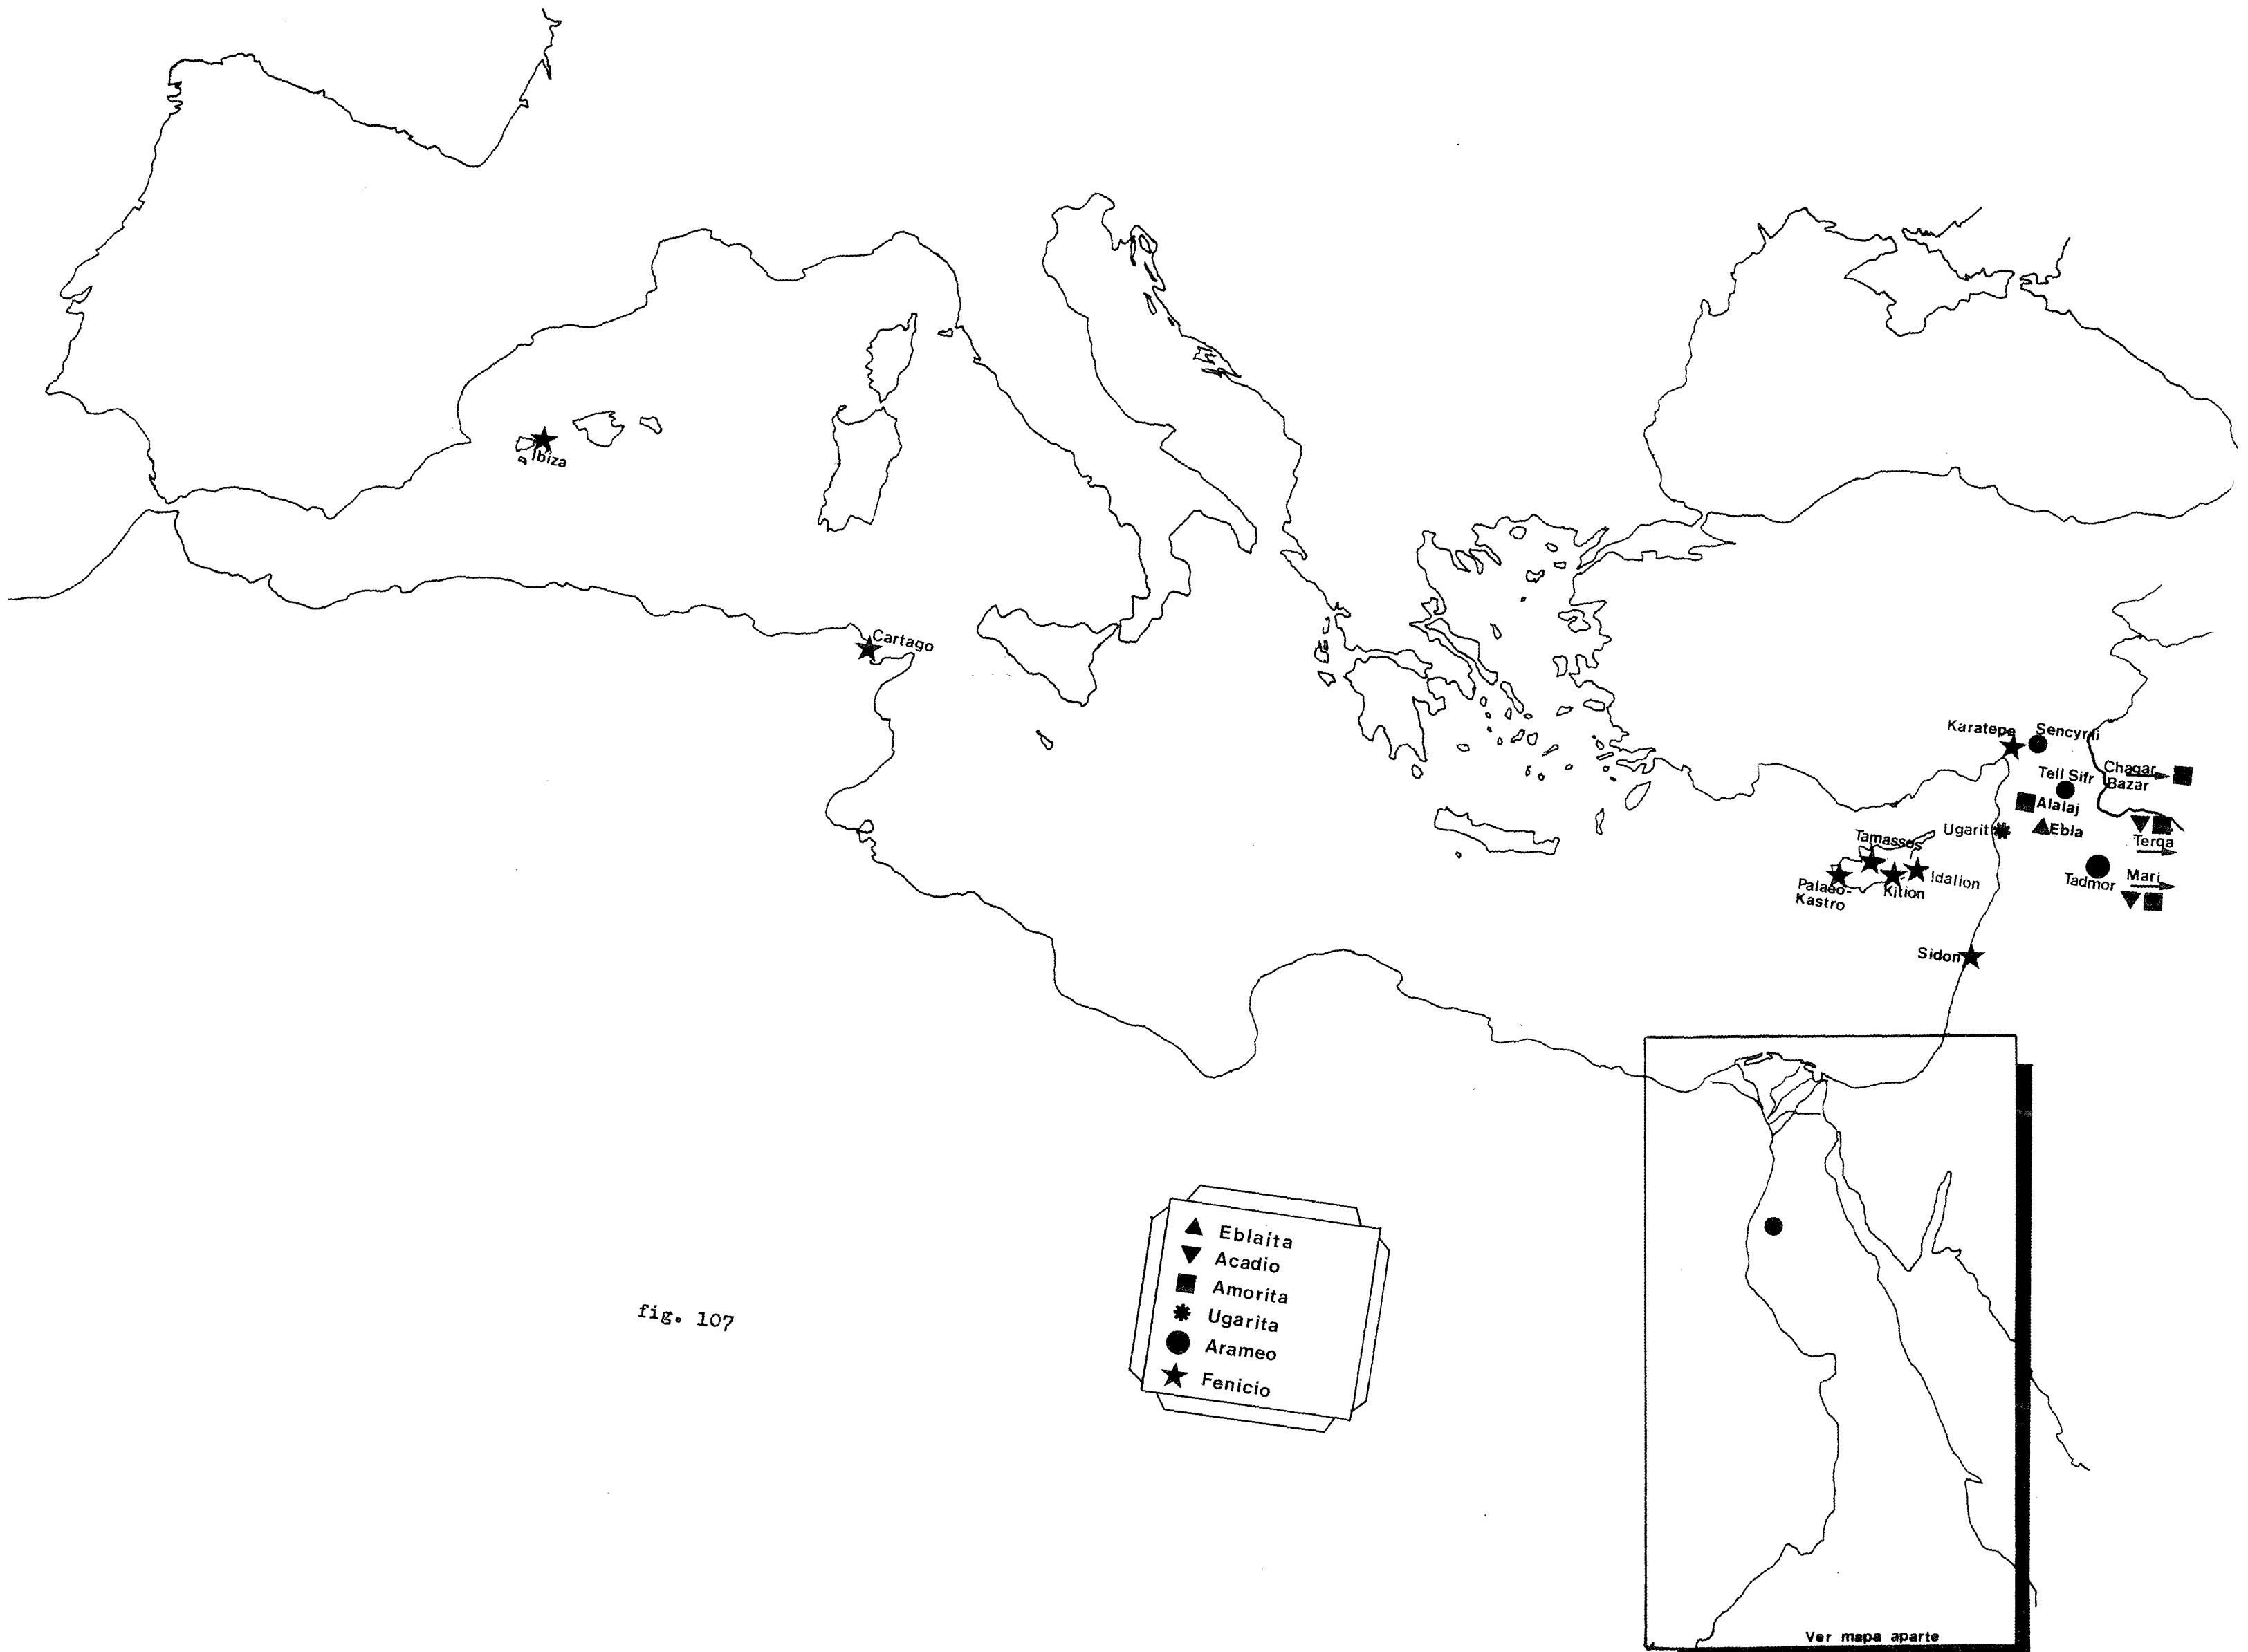 Ibiza
Cartago
Karatepe
Sencyrli
Tell Sifr
Chagar
Bazar
Alalaj
Ugarit
Ebla
Terqa
Tamassos
Idalion
Kition
Palaeo-
Kastro
Tadmor
Mari
Sidon
Eblaíta
Acadio
Amorita
Ugarita
Arameo
Fenicio
fig. 107
Ver mapa aparte